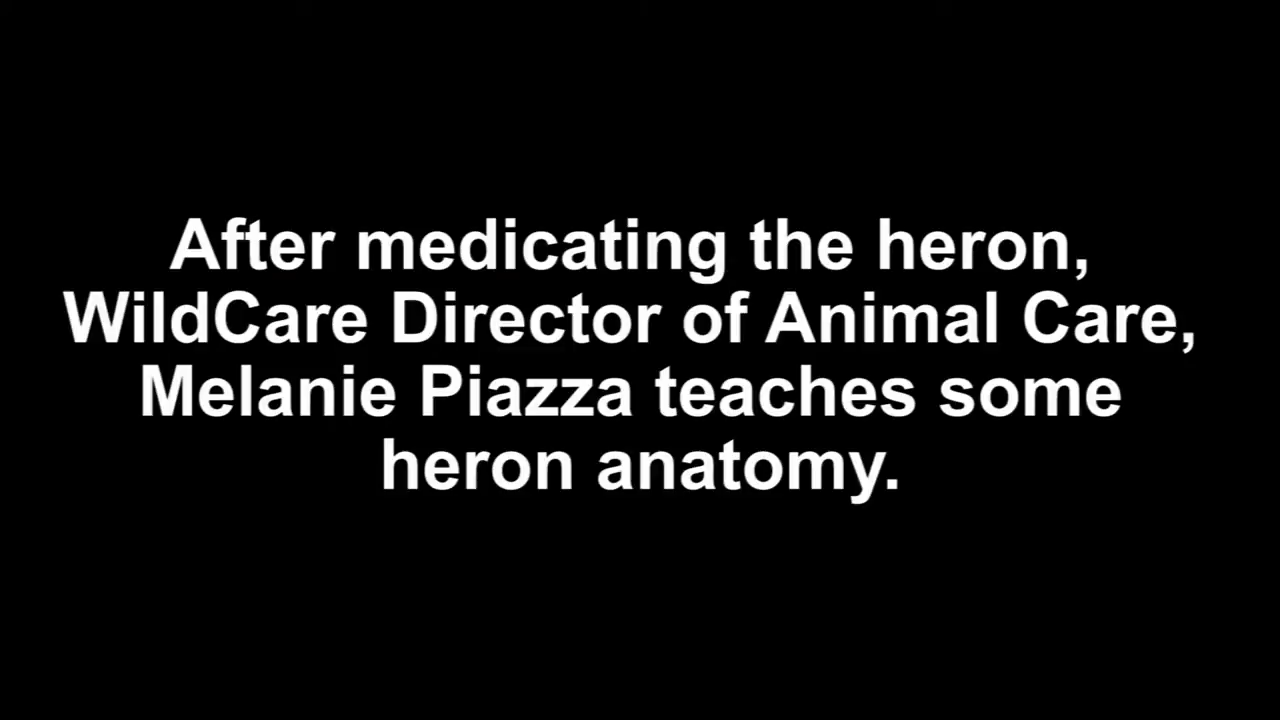 After medicating the heron,
WildCare Director of Animal Care,
Melanie Piazza teaches some
heron anatomy.